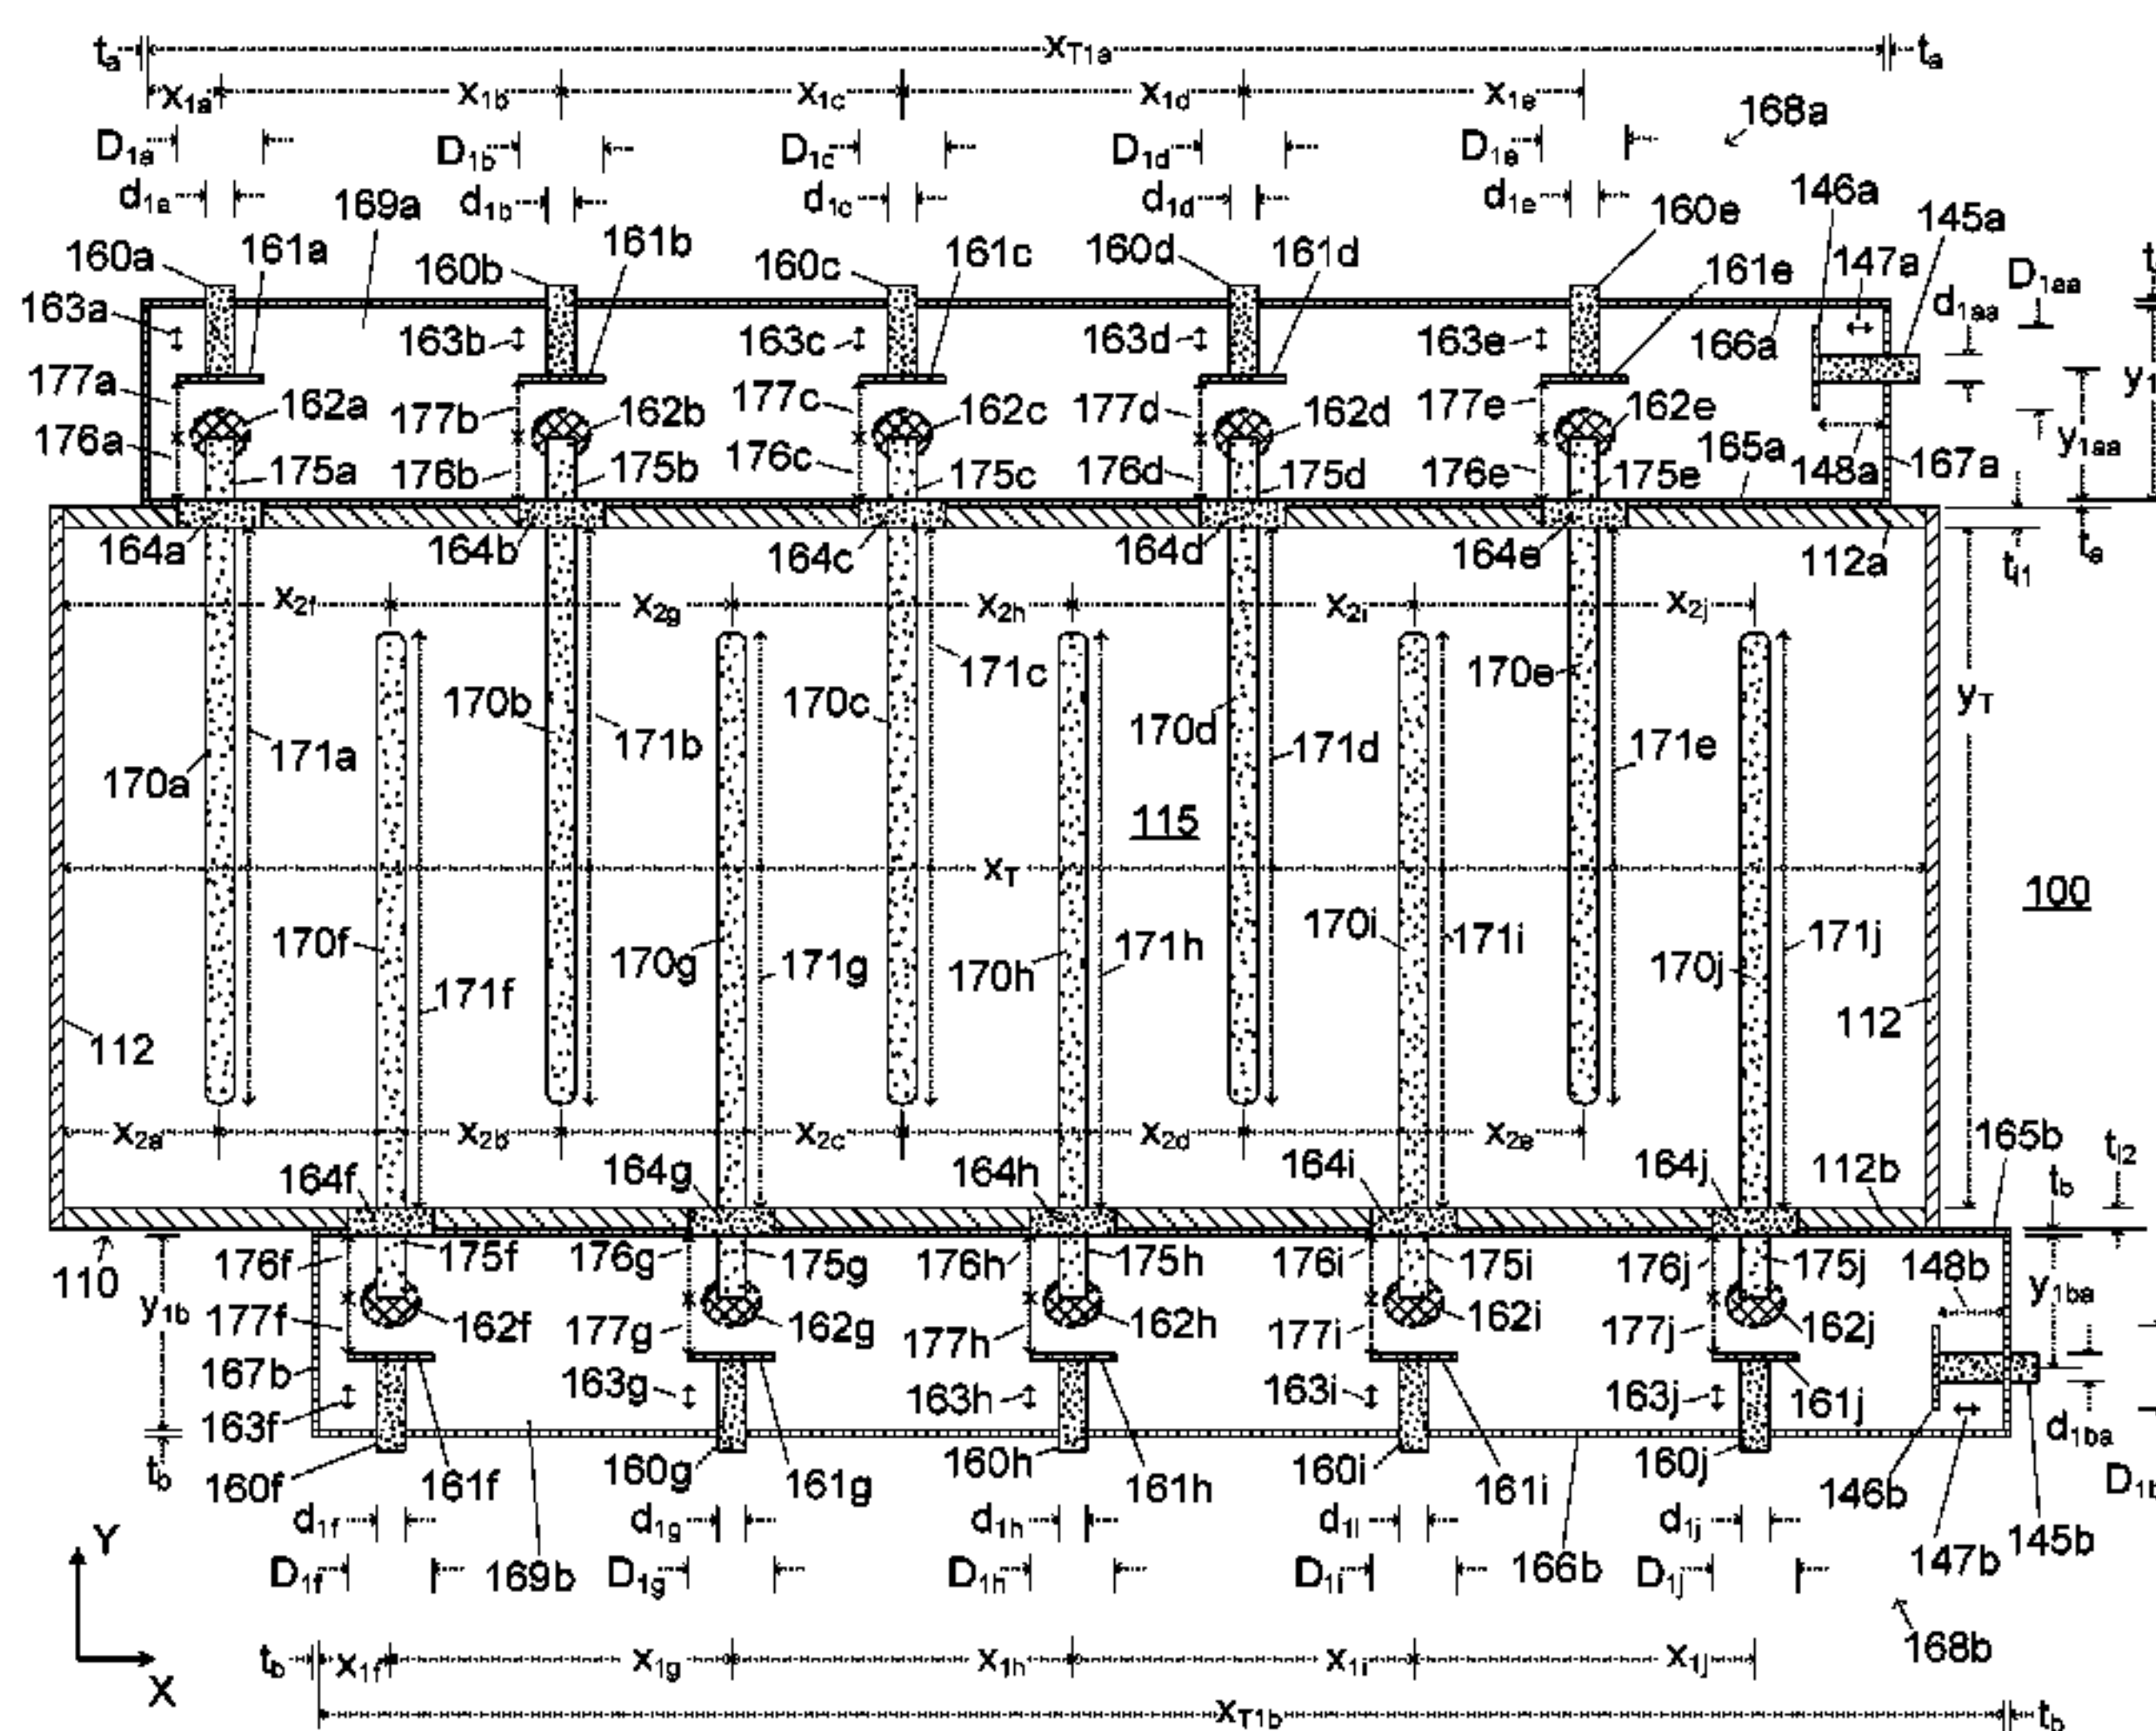 ta xT1a ta
x1a x1b x1c x1d x1e 168a
D1a D1b D1c D1d D1e
d1a d1b d1c d1d d1e
169a 146a 145a
160a 161a 160b 161b 160c 161c 160d 161d 160e 161e 147a D1aa
163a 163b 163c 163d 163e 166a d1aa
177a 162a 177b 162b 177c 162c 177d 162d 177e 162e
176a 175a 176b 175b 176c 175c 176d 175d 176e 175e 165a 148a 167a y1aa
164a 164b 164c 164d 164e 112a ti1 ta
x2f x2g x2h x2i x2j
170a 171a 170b 171b 170c 171c 170d 171d 170e 171e yT
115
xT
100
170f 171f 170g 171g 170h 171h 170i 171i 170j 171j
112 112
x2a x2b x2c x2d x2e
164f 164g 164h 164i 164j 112b 165b tb ti2
110 y1b 176f 175f 176g 175g 176h 175h 176i 175i 176j 175j 148b y1ba
177f 162f 177g 162g 177h 162h 177i 162i 177j 162j
167b 163f 163g 163h 163i 163j
tb 160f 161f 160g 161g 160h 161h 160i 161i 160j 161j 146b d1ba
d1f d1g d1h d1i d1j 147b 145b
D1f 169b D1g D1h D1i 166b D1j
Y X
tb x1f x1g x1h x1i x1j 168b
xT1b tb